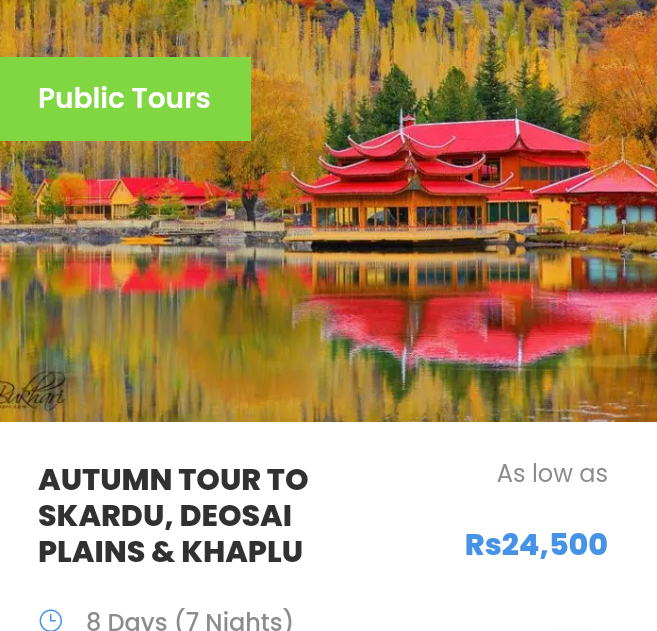 Public Tours
Bukhari
AUTUMN TOUR TO
SKARDU, DEOSAI
PLAINS & KHAPLU
As low as
Rs24,500
8 Days (7 Nights)